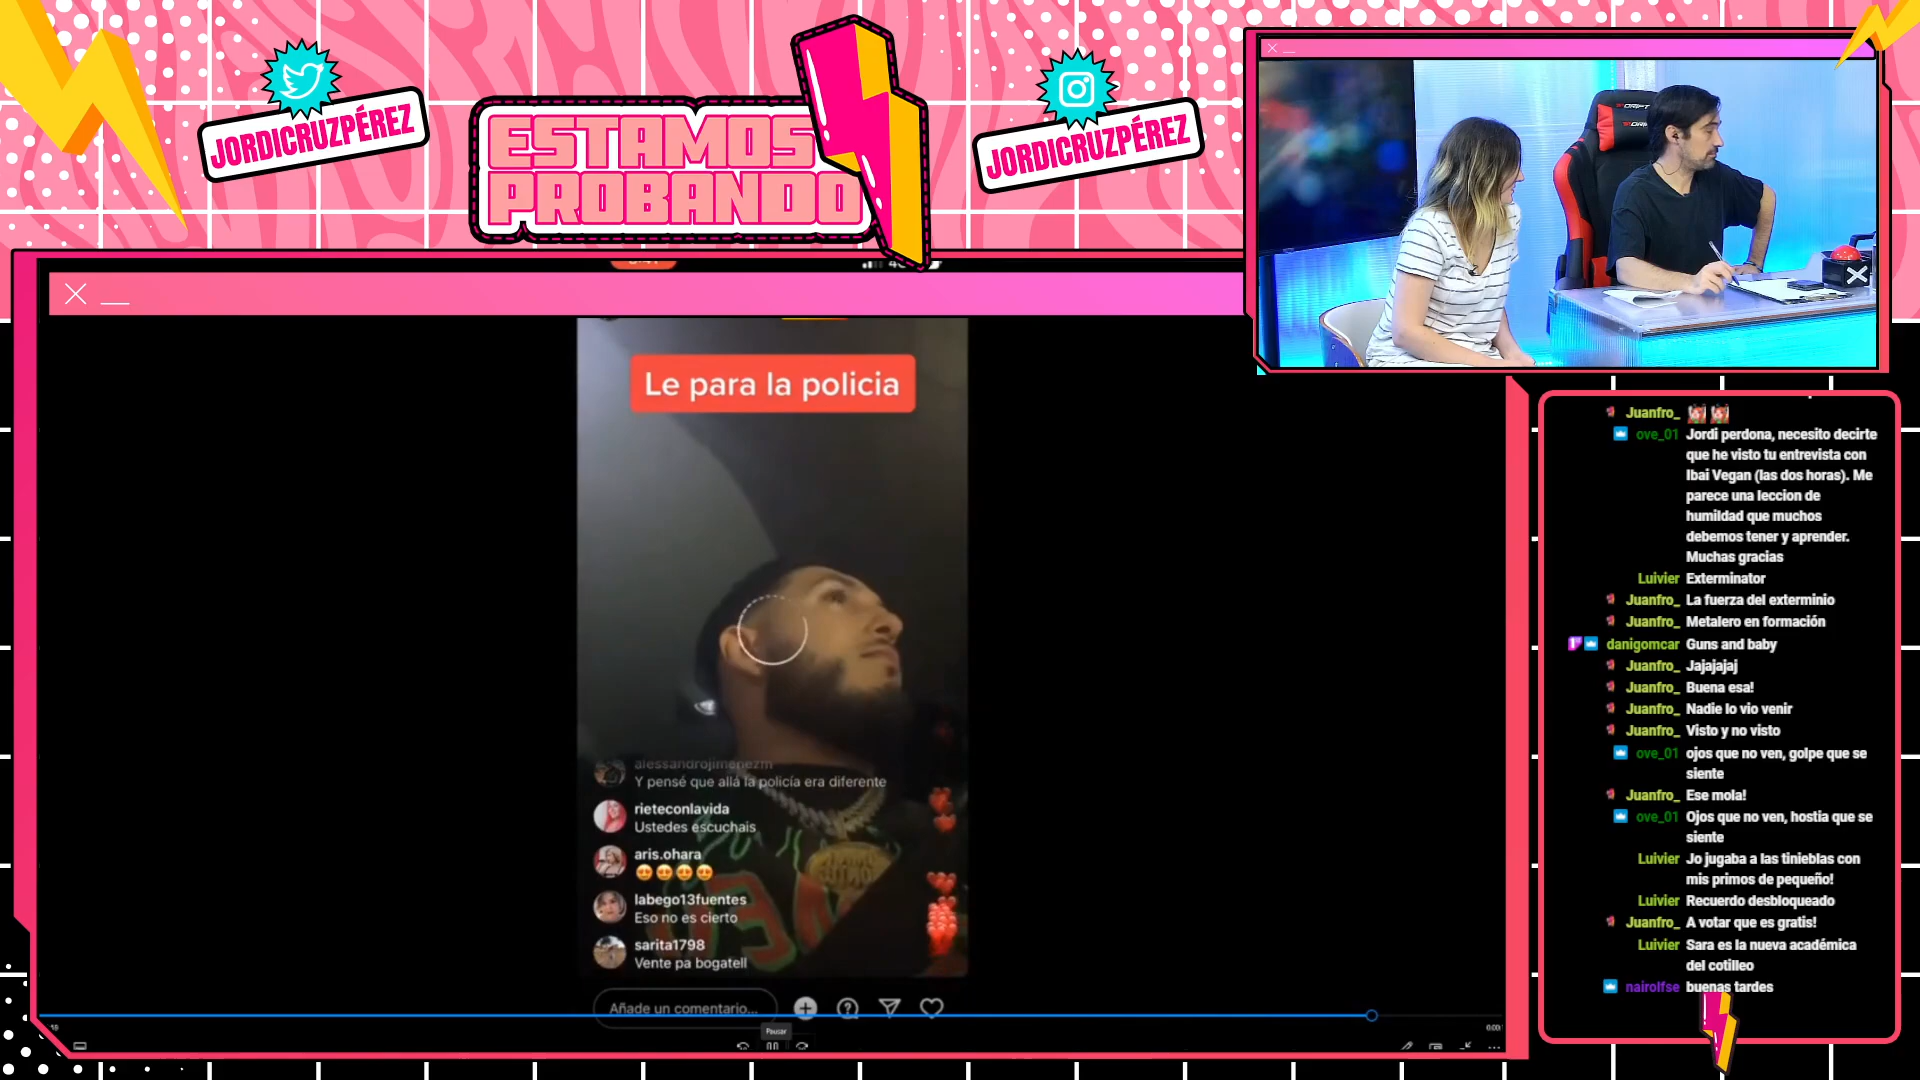 JORDICRUZPÉREZ
ESTAMOS
PROBANDO
JORDICRUZPÉREZ
Le para la policia
alessandrojimenezm
Y pensé que allá la policía era diferente
rieteconlavida
Ustedes escuchais
aris.ohara
labego13fuentes
Eso no es cierto
sarita1798
Vente pa bogatell
Añade un comentario...
Pausar
Juanfro_
ove_01 Jordi perdona, necesito decirte
que he visto tu entrevista con
Ibai Vegan (las dos horas). Me
parece una leccion de
humildad que muchos
debemos tener y aprender.
Muchas gracias
Luivier Exterminator
Juanfro_ La fuerza del exterminio
Juanfro_ Metalero en formación
danigomcar Guns and baby
Juanfro_ Jajajajaj
Juanfro_ Buena esa!
Juanfro_ Nadie lo vio venir
Juanfro_ Visto y no visto
ove_01 ojos que no ven, golpe que se
siente
Juanfro_ Ese mola!
ove_01 Ojos que no ven, hostia que se
siente
Luivier Jo jugaba a las tinieblas con
mis primos de pequeño!
Luivier Recuerdo desbloqueado
Juanfro_ A votar que es gratis!
Luivier Sara es la nueva académica
del cotilleo
nairolfse buenas tardes